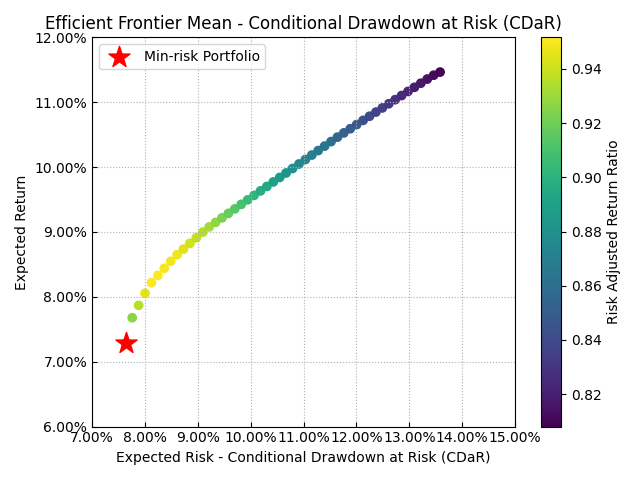 Efficient Frontier Mean - Conditional Drawdown at Risk (CDaR)
Min-risk Portfolio
12.00%
11.00%
10.00%
9.00%
8.00%
7.00%
6.00%
Expected Return
7.00% 8.00% 9.00% 10.00% 11.00% 12.00% 13.00% 14.00% 15.00%
Expected Risk - Conditional Drawdown at Risk (CDaR)
0.94
0.92
0.90
0.88
0.86
0.84
0.82
Risk Adjusted Return Ratio